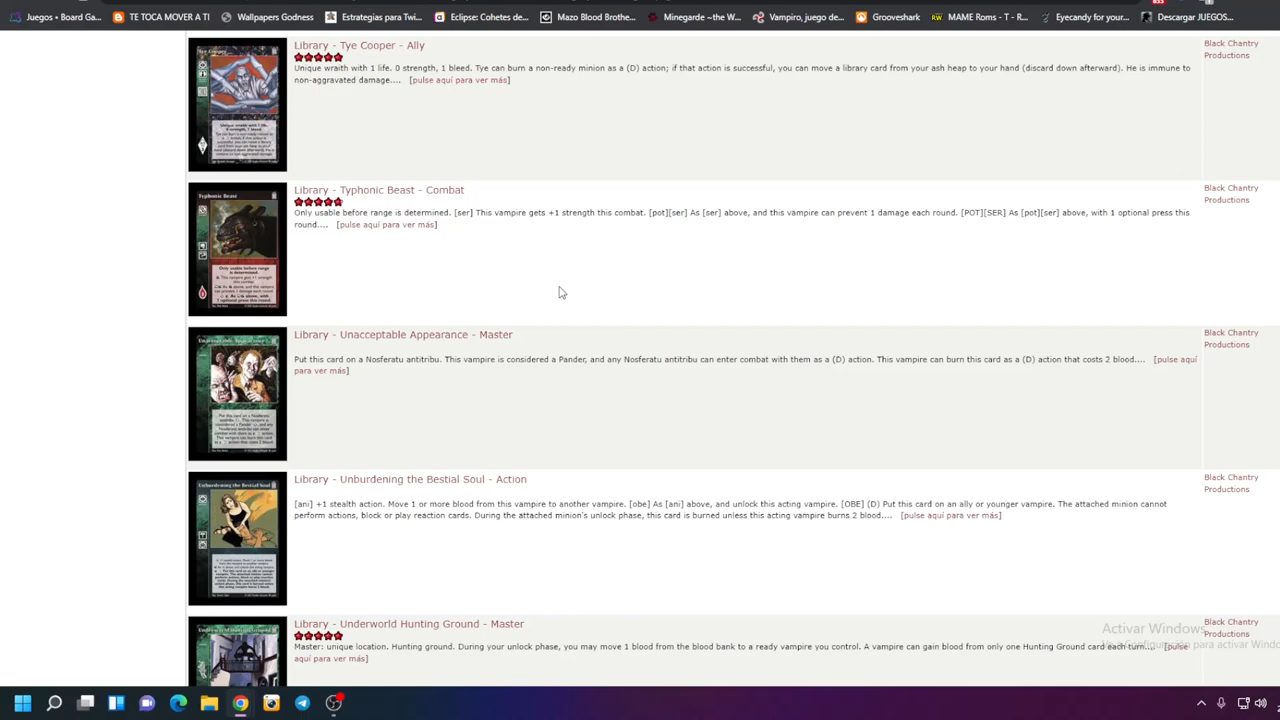 Juegos + Emocion...
TE TOCA MOVER A TI
Wallpapers Godness
Estrategias para Twi...
Eclipse: Cohetes de...
Mazo Blood Brothe...
Minegarde - the W...
Vampiro juego de r...
Grooveshark
MAME Roms - T - R...
Eyecandy for your...
Descargar JUEGOS...
Library - Tye Cooper - Ally
Unique wraith with 1 life. 0 strength, 1 bleed. Tye can burn a non-ready minion as a (D) action; if that action is successful, you can move a library card from your ash heap to your hand (discard down afterward). He is immune to
non-aggravated damage.... [pulse aquí para ver más]
Black Chantry
Productions
Library - Typhonic Beast - Combat
Typhonic Beast
Only usable before range is determined. [ser] This vampire gets +1 strength this combat. [pot][ser] As [ser] above, and this vampire can prevent 1 damage each round. [POT][SER] As [pot][ser] above, with 1 optional press this
round.... [pulse aquí para ver más]
Black Chantry
Productions
Library - Unacceptable Appearance - Master
Put this card on a Nosferatu antitribu. This vampire is considered a Pander, and any Nosferatu antitribu can enter combat with them as a (D) action. This vampire can burn this card as a (D) action that costs 2 blood.... [pulse aquí
para ver más]
Black Chantry
Productions
Library - Unburdening the Bestial Soul - Action
Unburdening the Bestial Soul
[ani] +1 stealth action. Move 1 or more blood from this vampire to another vampire. [obe] As [ani] above, and unlock this acting vampire. [OBE] (D) Put this card on an ally or younger vampire. The attached minion cannot
perform actions, block or play reaction cards. During the attached minion's unlock phase, this card is burned unless this acting vampire burns 2 blood.... [pulse aquí para ver más]
Black Chantry
Productions
Library - Underworld Hunting Ground - Master
Master: unique location. Hunting ground. During your unlock phase, you may move 1 blood from the blood bank to a ready vampire you control. A vampire can gain blood from only one Hunting Ground card each turn.... [pulse
aquí para ver más]
Black Chantry
Productions
Activar Windows